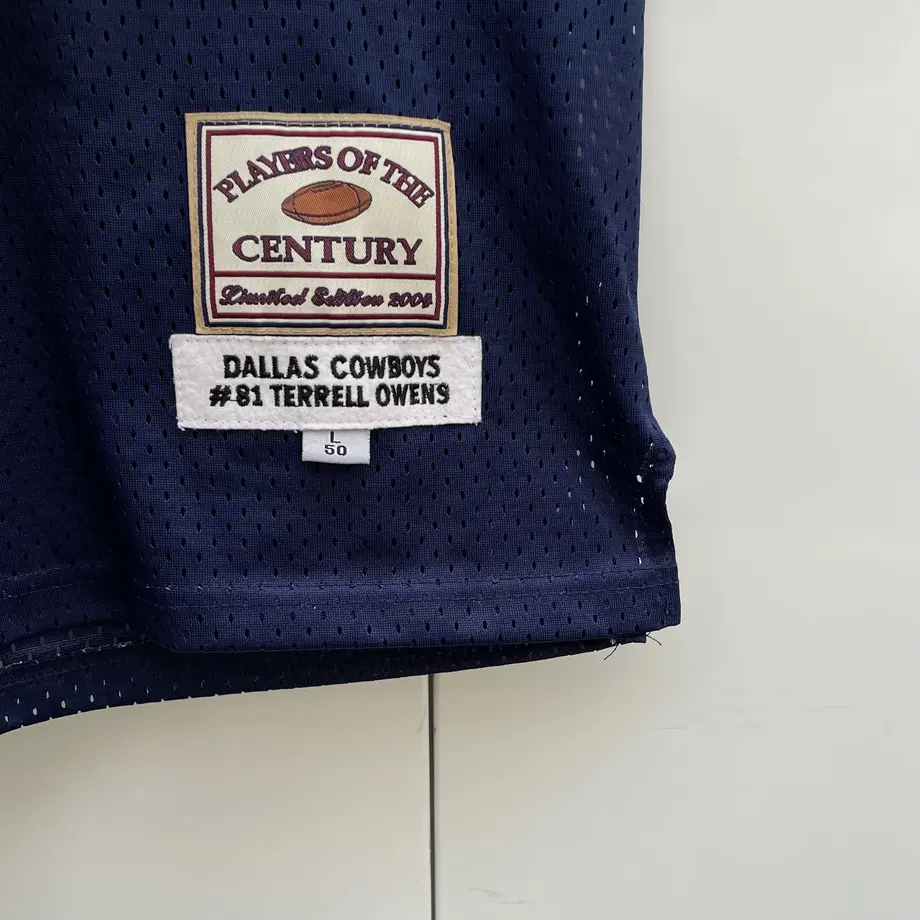 PLAYERS OF THE
CENTURY
Limited Edition 2004
DALLAS COWBOYS
#81 TERRELL OWENS
L
50